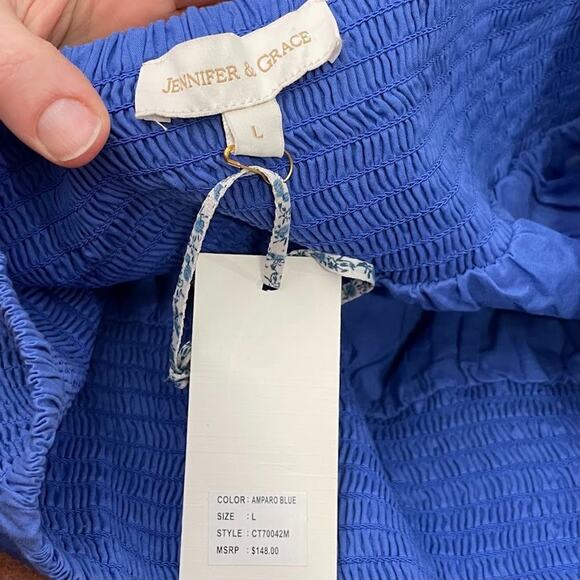 JENNIFER & GRACE
L
COLOR : AMPARO BLUE
SIZE : L
STYLE : CT70042M
MSRP : $148.00